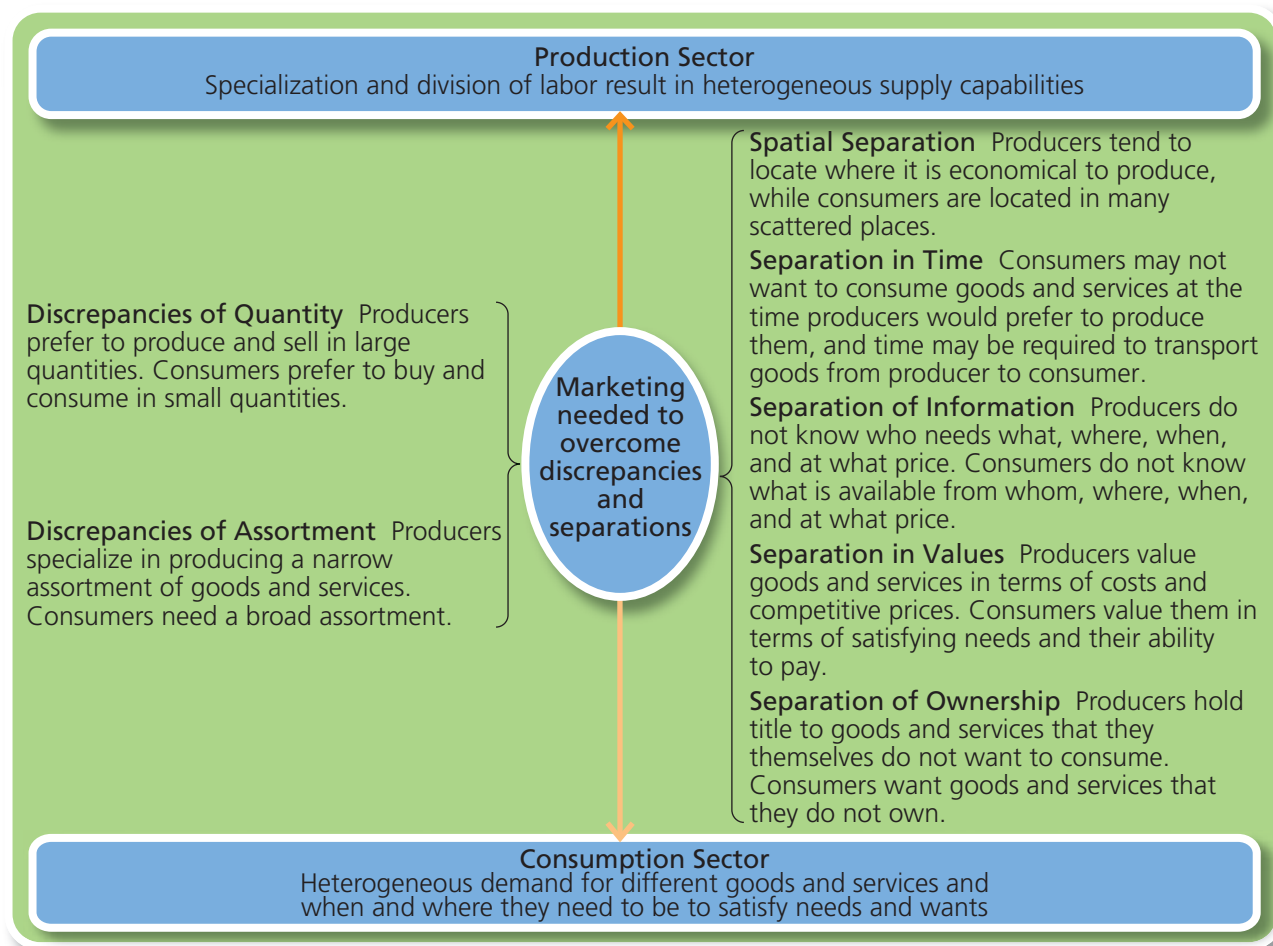 Production Sector
Specialization and division of labor result in heterogeneous supply capabilities
Discrepancies of Quantity Producers
prefer to produce and sell in large
quantities. Consumers prefer to buy and
consume in small quantities.
Discrepancies of Assortment Producers
specialize in producing a narrow
assortment of goods and services.
Consumers need a broad assortment.
Marketing
needed to
overcome
discrepancies
and
separations
Spatial Separation Producers tend to
locate where it is economical to produce,
while consumers are located in many
scattered places.
Separation in Time Consumers may not
want to consume goods and services at the
time producers would prefer to produce
them, and time may be required to transport
goods from producer to consumer.
Separation of Information Producers do
not know who needs what, where, when,
and at what price. Consumers do not know
what is available from whom, where, when,
and at what price.
Separation in Values Producers value
goods and services in terms of costs and
competitive prices. Consumers value them in
terms of satisfying needs and their ability
to pay.
Separation of Ownership Producers hold
title to goods and services that they
themselves do not want to consume.
Consumers want goods and services that
they do not own.
Consumption Sector
Heterogeneous demand for different goods and services and
when and where they need to be to satisfy needs and wants